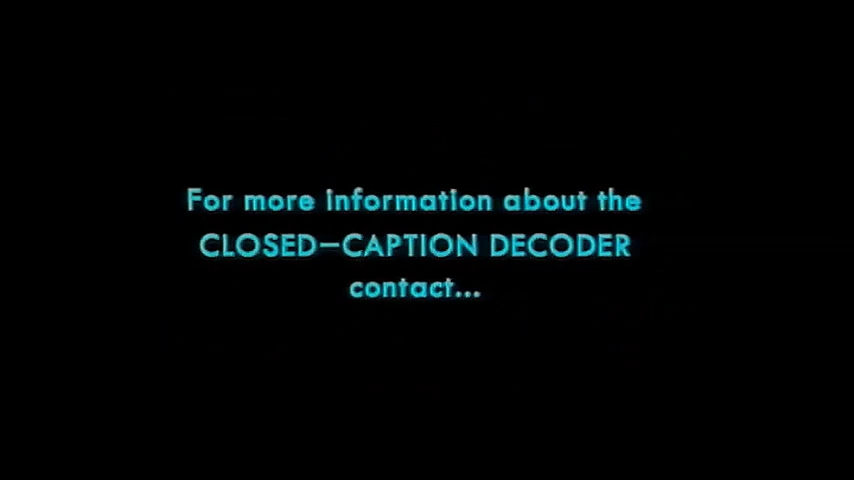 For more information about the
CLOSED—CAPTION DECODER
contact...